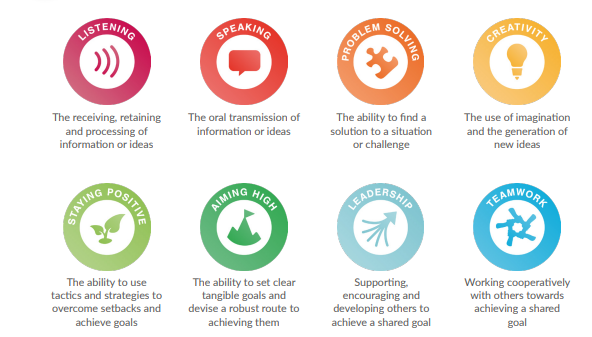 LISTENING
The receiving, retaining
and processing of
information or ideas
SPEAKING
The oral transmission of
information or ideas
PROBLEM SOLVING
The ability to find a
solution to a situation
or challenge
CREATIVITY
The use of imagination
and the generation of
new ideas
STAYING POSITIVE
The ability to use
tactics and strategies to
overcome setbacks and
achieve goals
AIMING HIGH
The ability to set clear
tangible goals and
devise a robust route to
achieving them
LEADERSHIP
Supporting,
encouraging and
developing others to
achieve a shared goal
TEAMWORK
Working cooperatively
with others towards
achieving a shared
goal